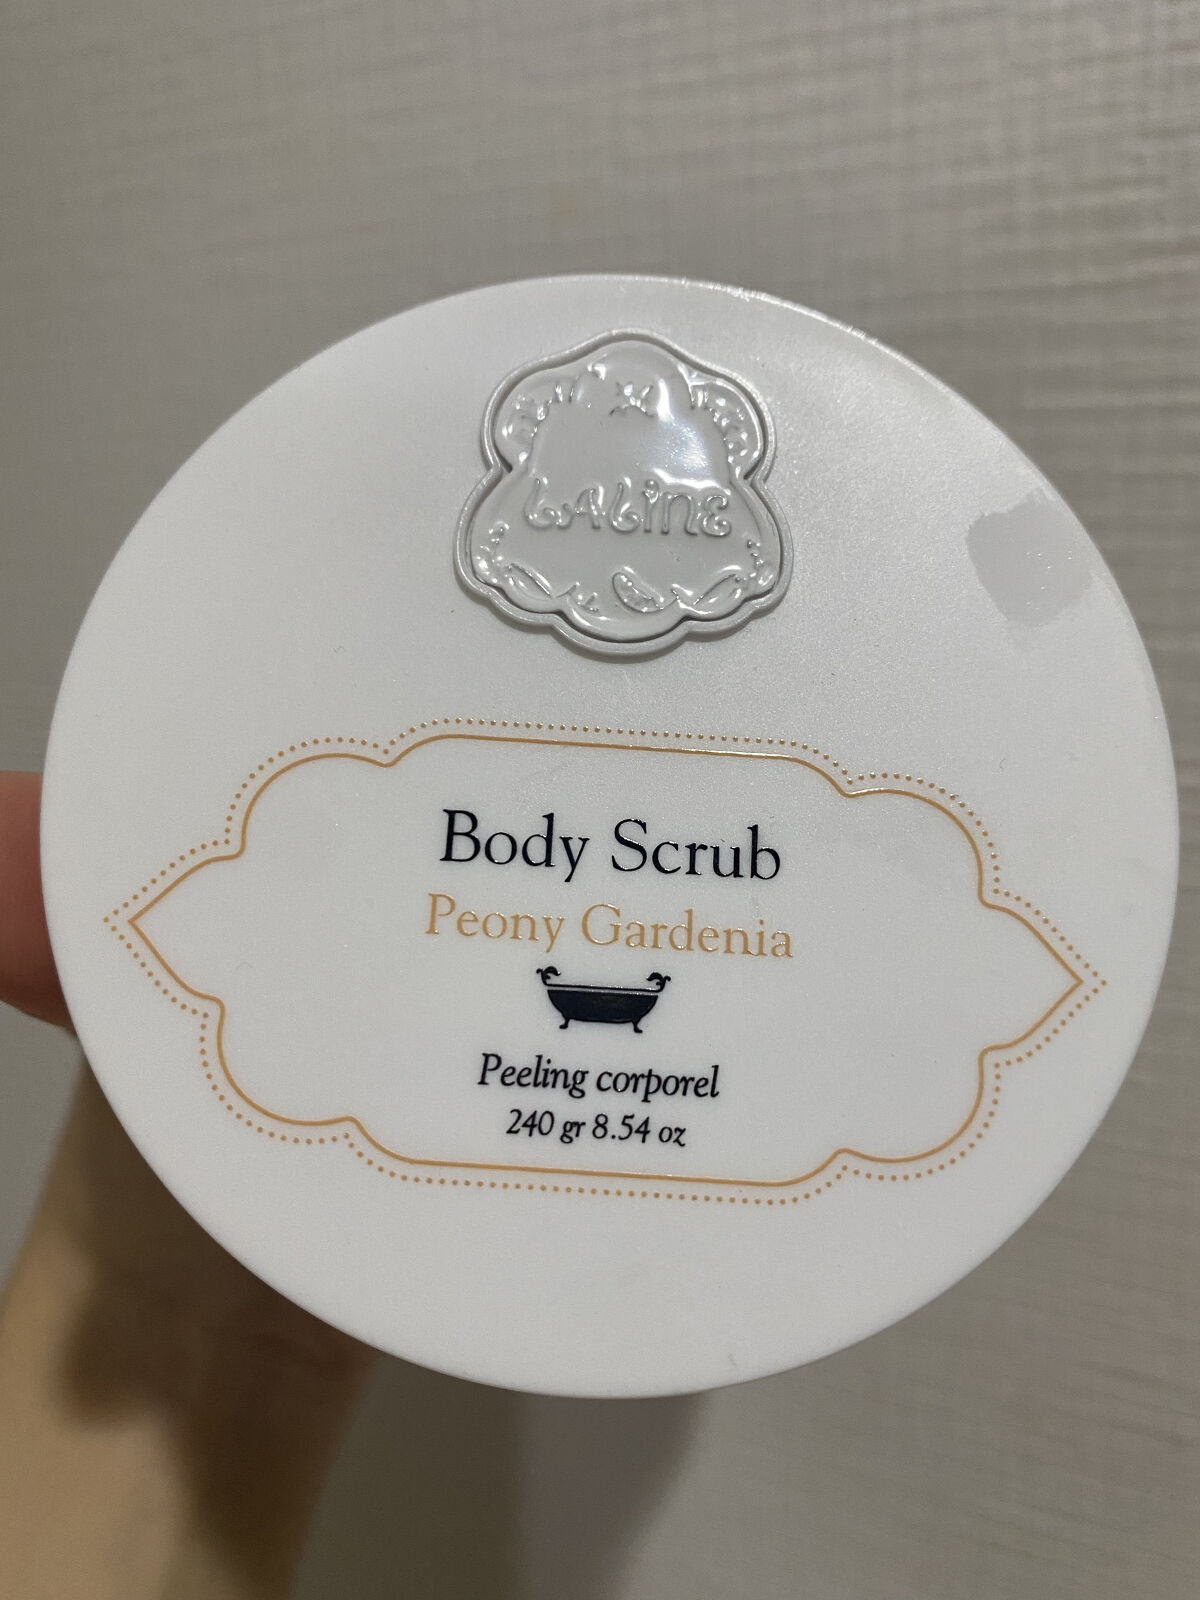 LALINE
Body Scrub
Peony Gardenia
Peeling corporel
240 gr 8.54 oz